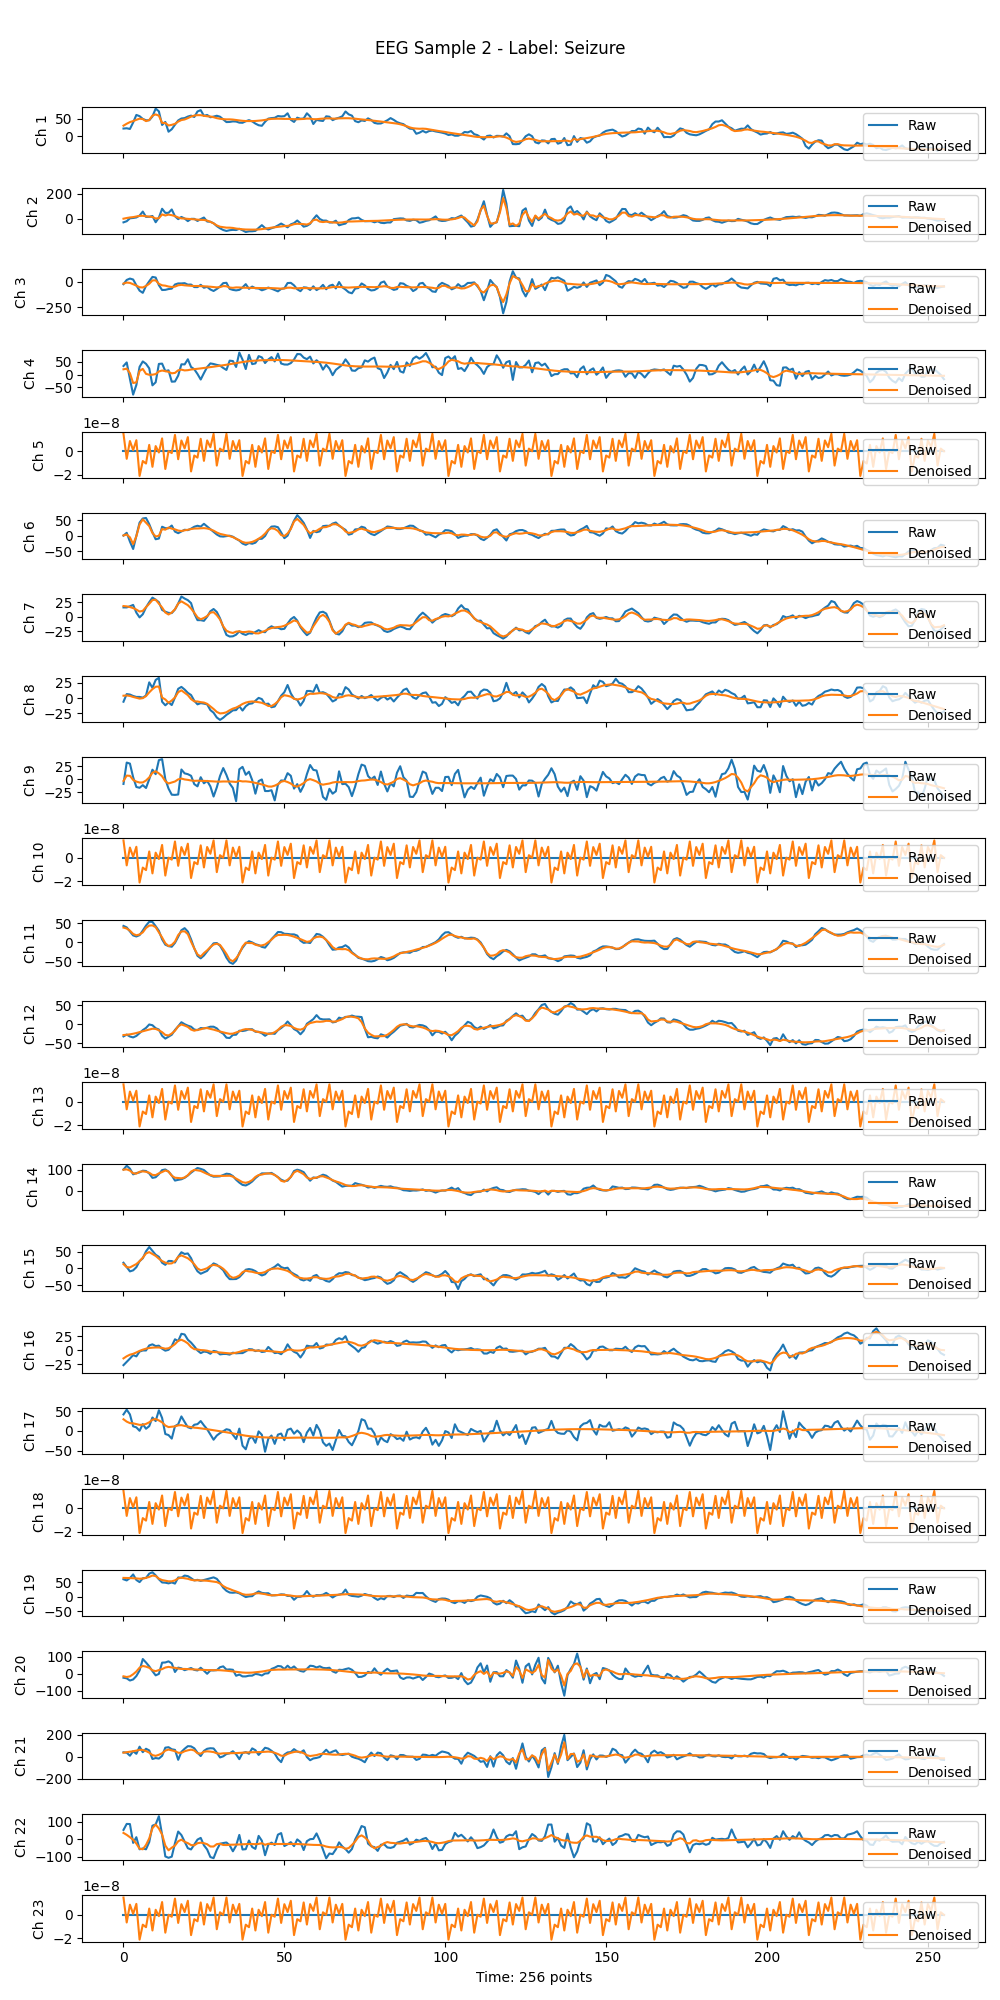 EEG Sample 2 - Label: Seizure
Ch 1
50
0
Raw
Denoised
Ch 2
200
0
Raw
Denoised
Ch 3
0
−250
Raw
Denoised
Ch 4
50
0
−50
Raw
Denoised
1e−8
Ch 5
0
−2
Raw
Denoised
Ch 6
50
0
−50
Raw
Denoised
Ch 7
25
0
−25
Raw
Denoised
Ch 8
25
0
−25
Raw
Denoised
Ch 9
25
0
−25
Raw
Denoised
1e−8
Ch 10
0
−2
Raw
Denoised
Ch 11
50
0
−50
Raw
Denoised
Ch 12
50
0
−50
Raw
Denoised
1e−8
Ch 13
0
−2
Raw
Denoised
Ch 14
100
0
Raw
Denoised
Ch 15
50
0
−50
Raw
Denoised
Ch 16
25
0
−25
Raw
Denoised
Ch 17
50
0
−50
Raw
Denoised
1e−8
Ch 18
0
−2
Raw
Denoised
Ch 19
50
0
−50
Raw
Denoised
Ch 20
100
0
−100
Raw
Denoised
Ch 21
200
0
−200
Raw
Denoised
Ch 22
100
0
−100
Raw
Denoised
1e−8
Ch 23
0
−2
Raw
Denoised
0 50 100 150 200 250
Time: 256 points